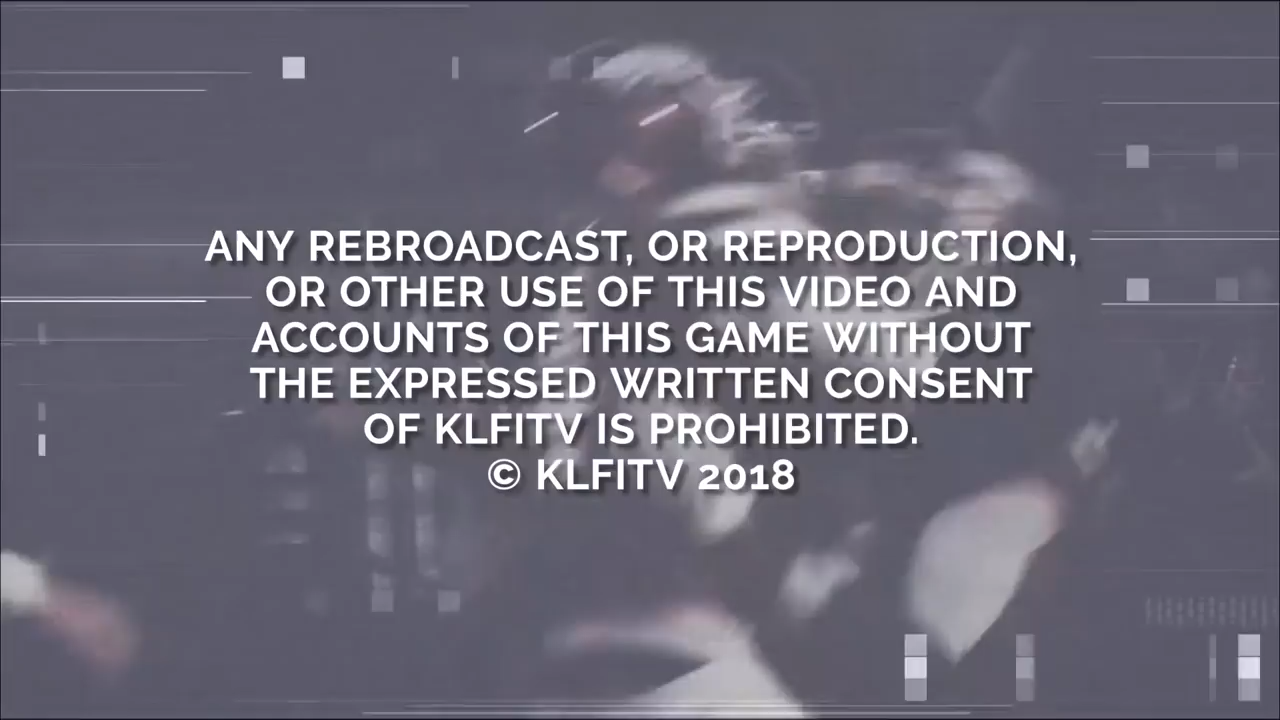 ANY REBROADCAST, OR REPRODUCTION,
OR OTHER USE OF THIS VIDEO AND
ACCOUNTS OF THIS GAME WITHOUT
THE EXPRESSED WRITTEN CONSENT
OF KLFITV IS PROHIBITED.
© KLFITV 2018